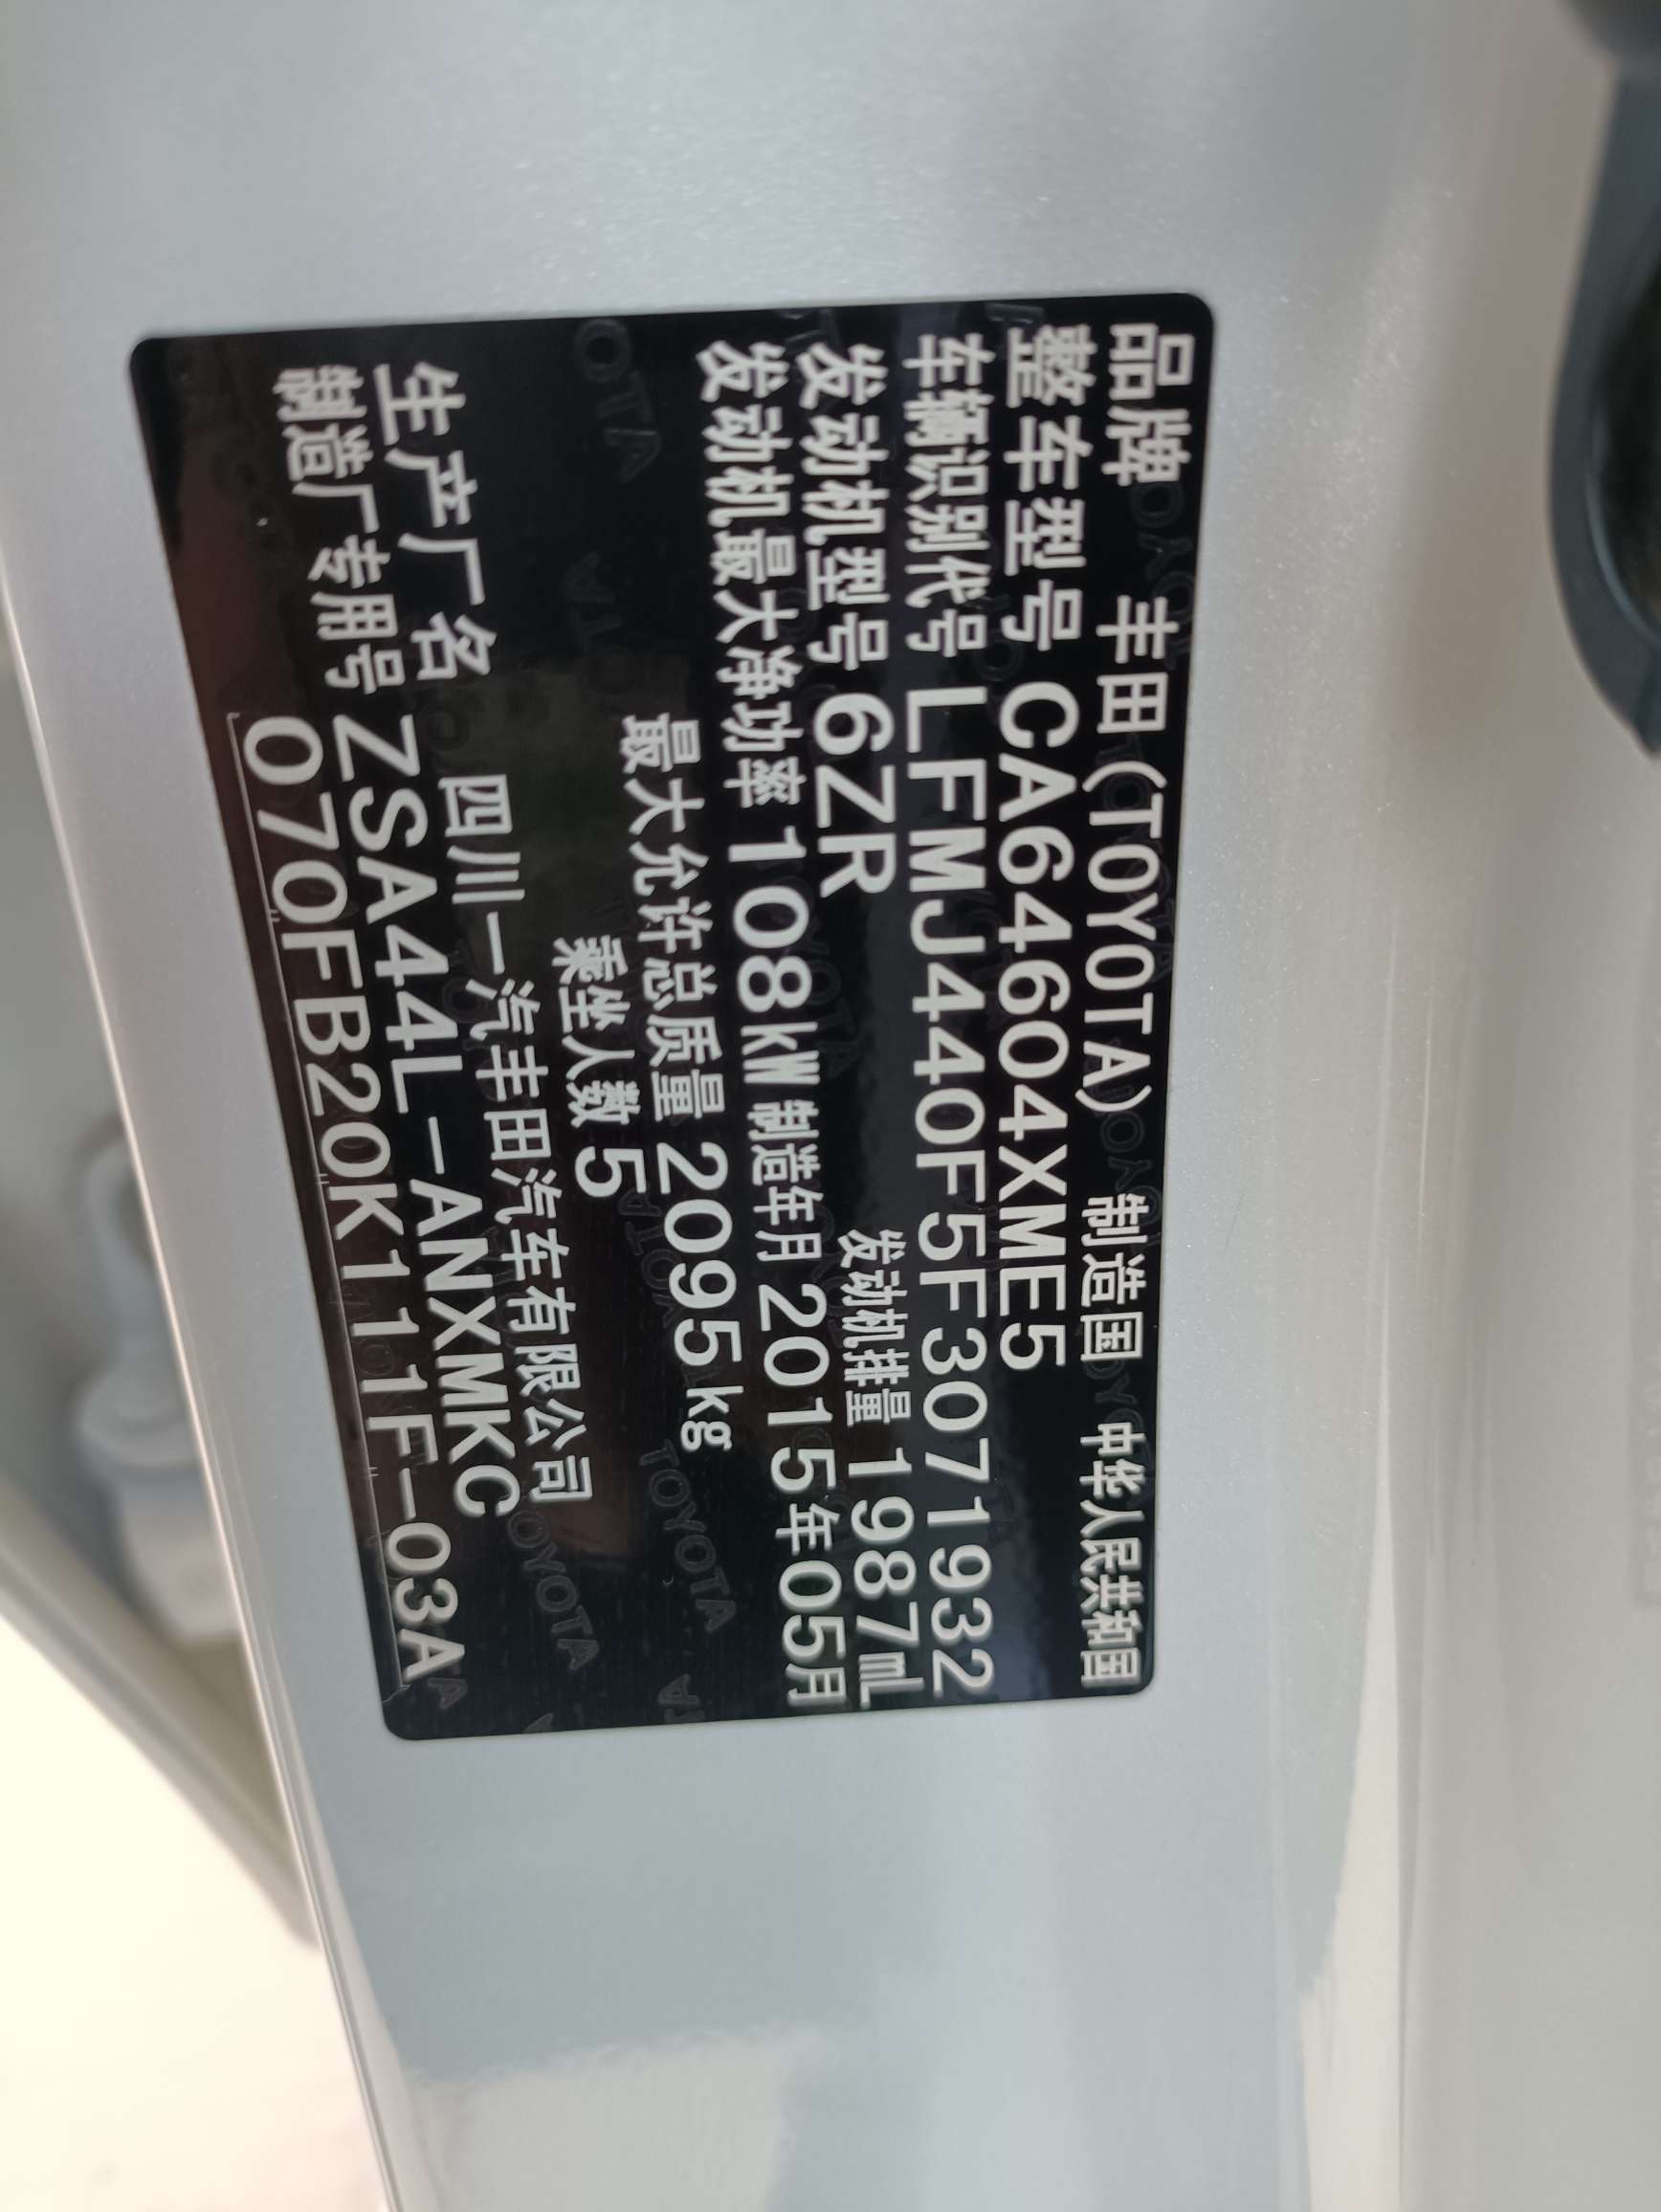 品牌 丰田(TOYOTA) 制造国 中华人民共和国
整车型号 CA64604XME5
车辆识别代号 LFMJ440F5F3071932
发动机型号 6ZR 发动机排量 1987mL
发动机最大净功率 108kW 制造年月 2015年05月
最大允许总质量 2095kg
乘坐人数 5
生产厂名 四川一汽丰田汽车有限公司
制造厂专用号 ZSA44L-ANXMKC
070FB20K111F-03A